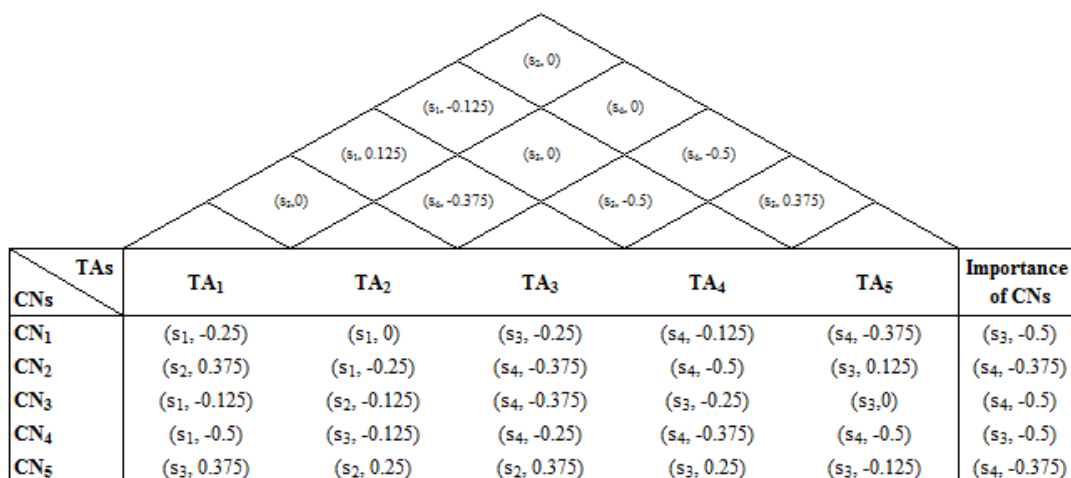 (s₂, 0)
(s₁, -0.125) (s₄, 0)
(s₁, 0.125) (s₂, 0) (s₄, -0.5)
(s₂,0) (s₄, -0.375) (s₃, -0.5) (s₃, 0.375)
TAs
CNs
TA₁ TA₂ TA₃ TA₄ TA₅ Importance
of CNs
CN₁ (s₁, -0.25) (s₁, 0) (s₃, -0.25) (s₄, -0.125) (s₄, -0.375) (s₃, -0.5)
CN₂ (s₂, 0.375) (s₁, -0.25) (s₄, -0.375) (s₄, -0.5) (s₃, 0.125) (s₄, -0.375)
CN₃ (s₁, -0.125) (s₂, -0.125) (s₄, -0.375) (s₃, -0.25) (s₃,0) (s₄, -0.5)
CN₄ (s₁, -0.5) (s₃, -0.125) (s₄, -0.25) (s₄, -0.375) (s₄, -0.5) (s₃, -0.5)
CN₅ (s₃, 0.375) (s₂, 0.25) (s₂, 0.375) (s₃, 0.25) (s₃, -0.125) (s₄, -0.375)